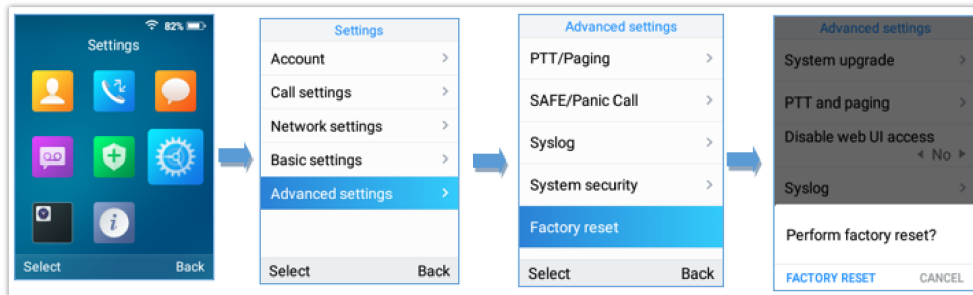 82%
Settings
Select Back
Settings
Account
Call settings
Network settings
Basic settings
Advanced settings
Select Back
Advanced settings
PTT/Paging
SAFE/Panic Call
Syslog
System security
Factory reset
Select Back
Advanced settings
System upgrade
PTT and paging
Disable web UI access
No
Syslog
Perform factory reset?
FACTORY RESET CANCEL